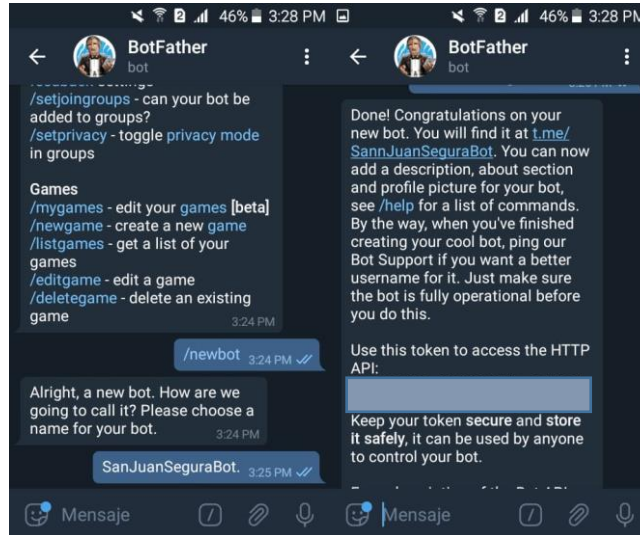 46% 3:28 PM
BotFather
bot
/setjoingroups - can your bot be
added to groups?
/setprivacy - toggle privacy mode
in groups
Games
/mygames - edit your games [beta]
/newgame - create a new game
/listgames - get a list of your
games
/editgame - edit a game
/deletegame - delete an existing
game
3:24 PM
/newbot 3:24 PM
Alright, a new bot. How are we
going to call it? Please choose a
name for your bot. 3:24 PM
SanJuanSeguraBot. 3:25 PM
Mensaje
2 46% 3:28 PM
BotFather
bot
Done! Congratulations on your
new bot. You will find it at t.me/
SannJuanSeguraBot. You can now
add a description, about section
and profile picture for your bot,
see /help for a list of commands.
By the way, when you've finished
creating your cool bot, ping our
Bot Support if you want a better
username for it. Just make sure
the bot is fully operational before
you do this.
Use this token to access the HTTP
API:
Keep your token secure and store
it safely, it can be used by anyone
to control your bot.
Mensaje